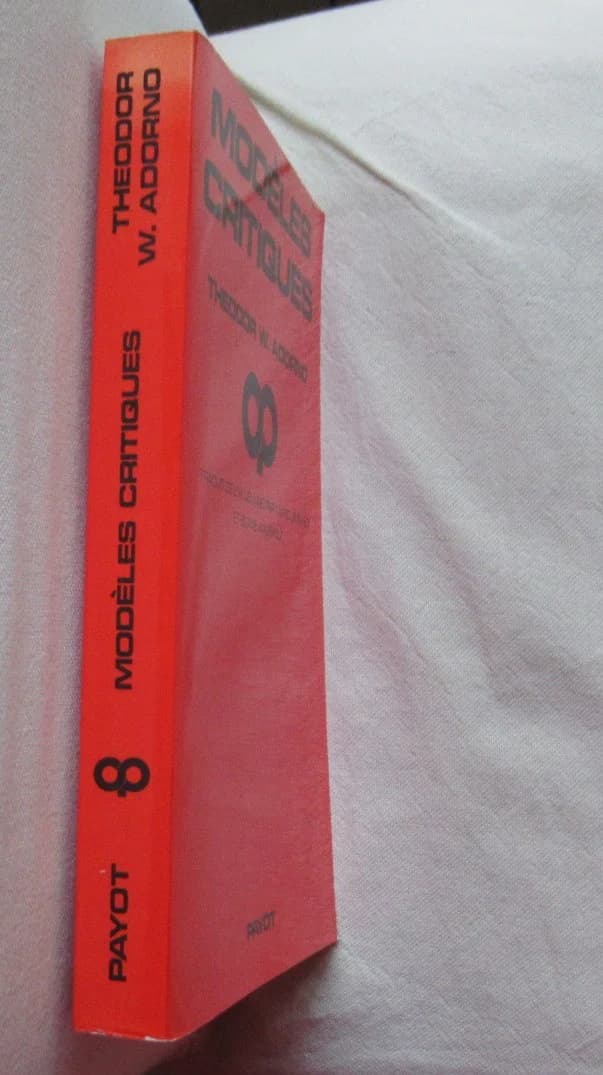 THEODOR
W. ADORNO
MODÈLES CRITIQUES
PAYOT
MODÈLES
CRITIQUES
THEODOR W. ADORNO
PAYOT